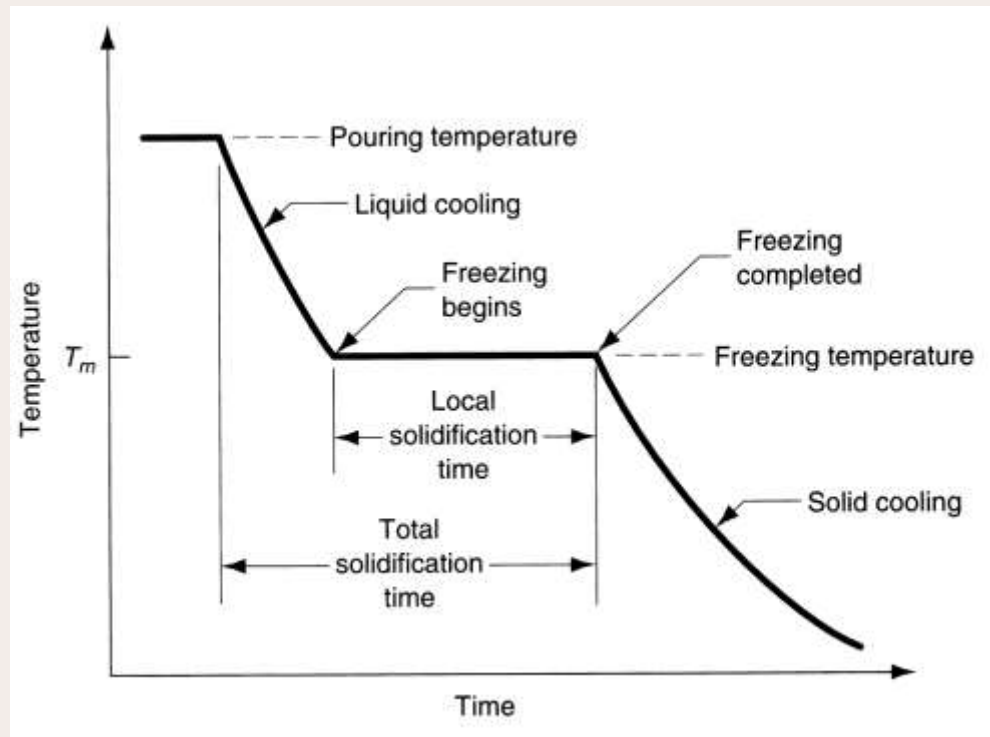 Pouring temperature
Liquid cooling
Freezing
begins
Freezing
completed
Temperature
Tm
Freezing temperature
Local
solidification
time
Solid cooling
Total
solidification
time
Time